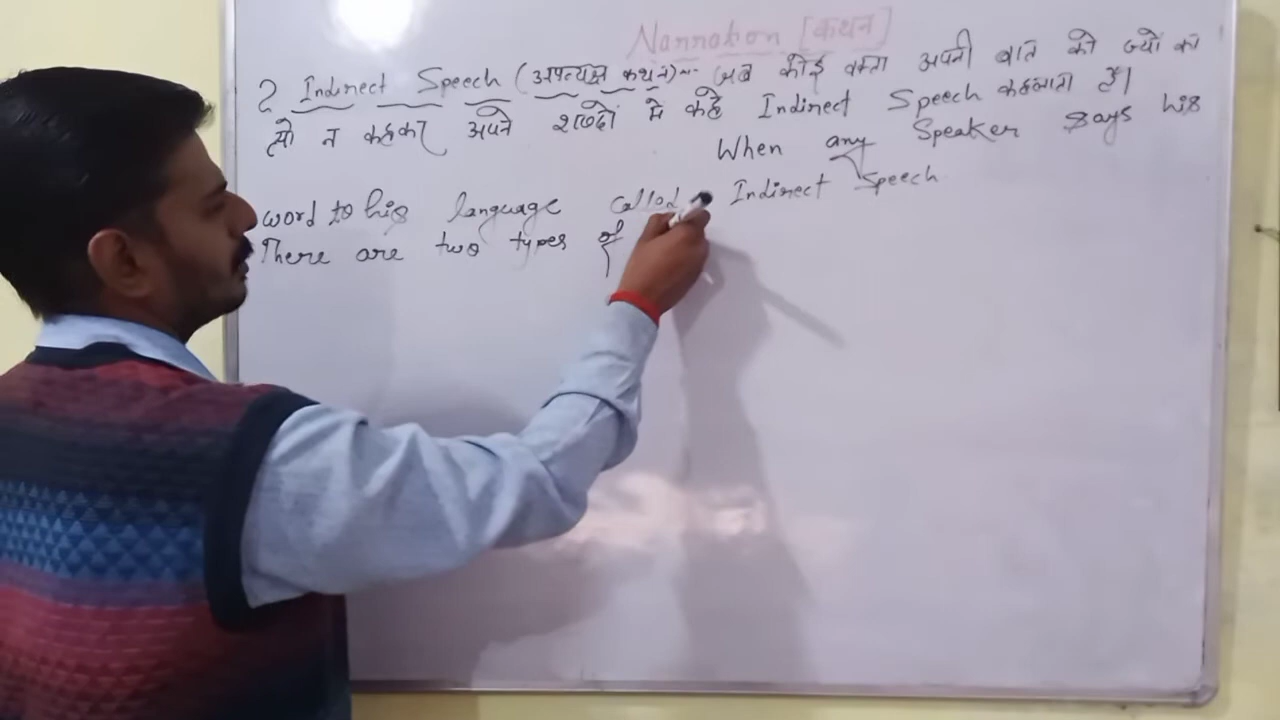 Narration [कथन]
2 Indirect Speech (अप्रत्यक्ष कथन)~ जब कोई वक्ता अपनी बात को ज्यों का
त्यो न कहकर अपने शब्दों मे कहे Indirect Speech कहलाता है।
When any Speaker says his
word to his language called Indirect Speech
There are two types of